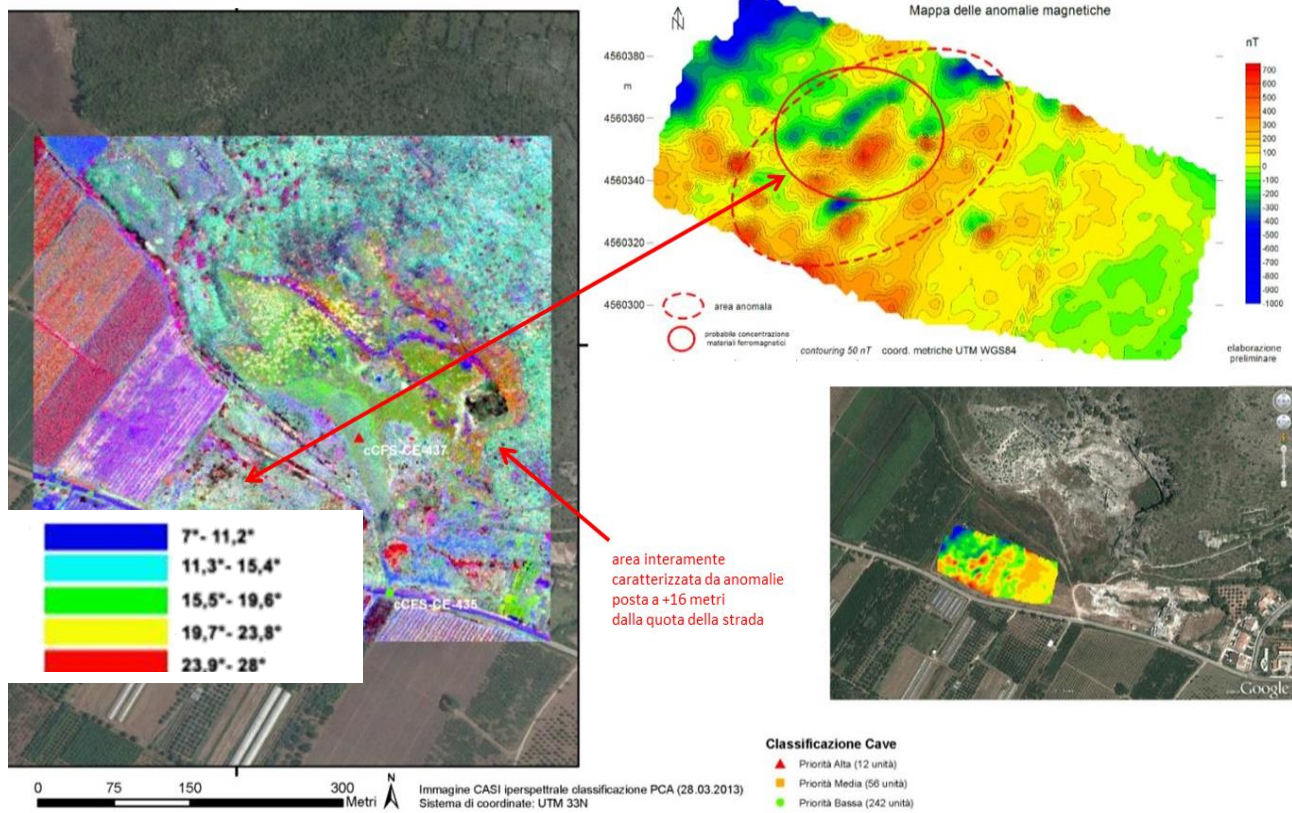 Mappa delle anomalie magnetiche
N
4560380
m
4560360
4560340
4560320
4560300
nT
700
600
500
400
300
200
100
0
-100
-200
-300
-400
-500
-600
-700
-800
-900
-1000
area anomala
probabile concentrazione
materiali ferromagnetici
contouring 50 nT coord. metriche UTM WGS84
elaborazione
preliminare
cCFS-CE-437
cCFS-CE-435
7°- 11,2°
11,3°- 15,4°
15,5°- 19,6°
19,7°- 23,8°
23,9°- 28°
area interamente
caratterizzata da anomalie
posta a +16 metri
dalla quota della strada
Google
0 75 150 300
Metri
N
Immagine CASI iperspettrale classificazione PCA (28.03.2013)
Sistema di coordinate: UTM 33N
Classificazione Cave
Priorità Alta (12 unità)
Priorità Media (56 unità)
Priorità Bassa (242 unità)